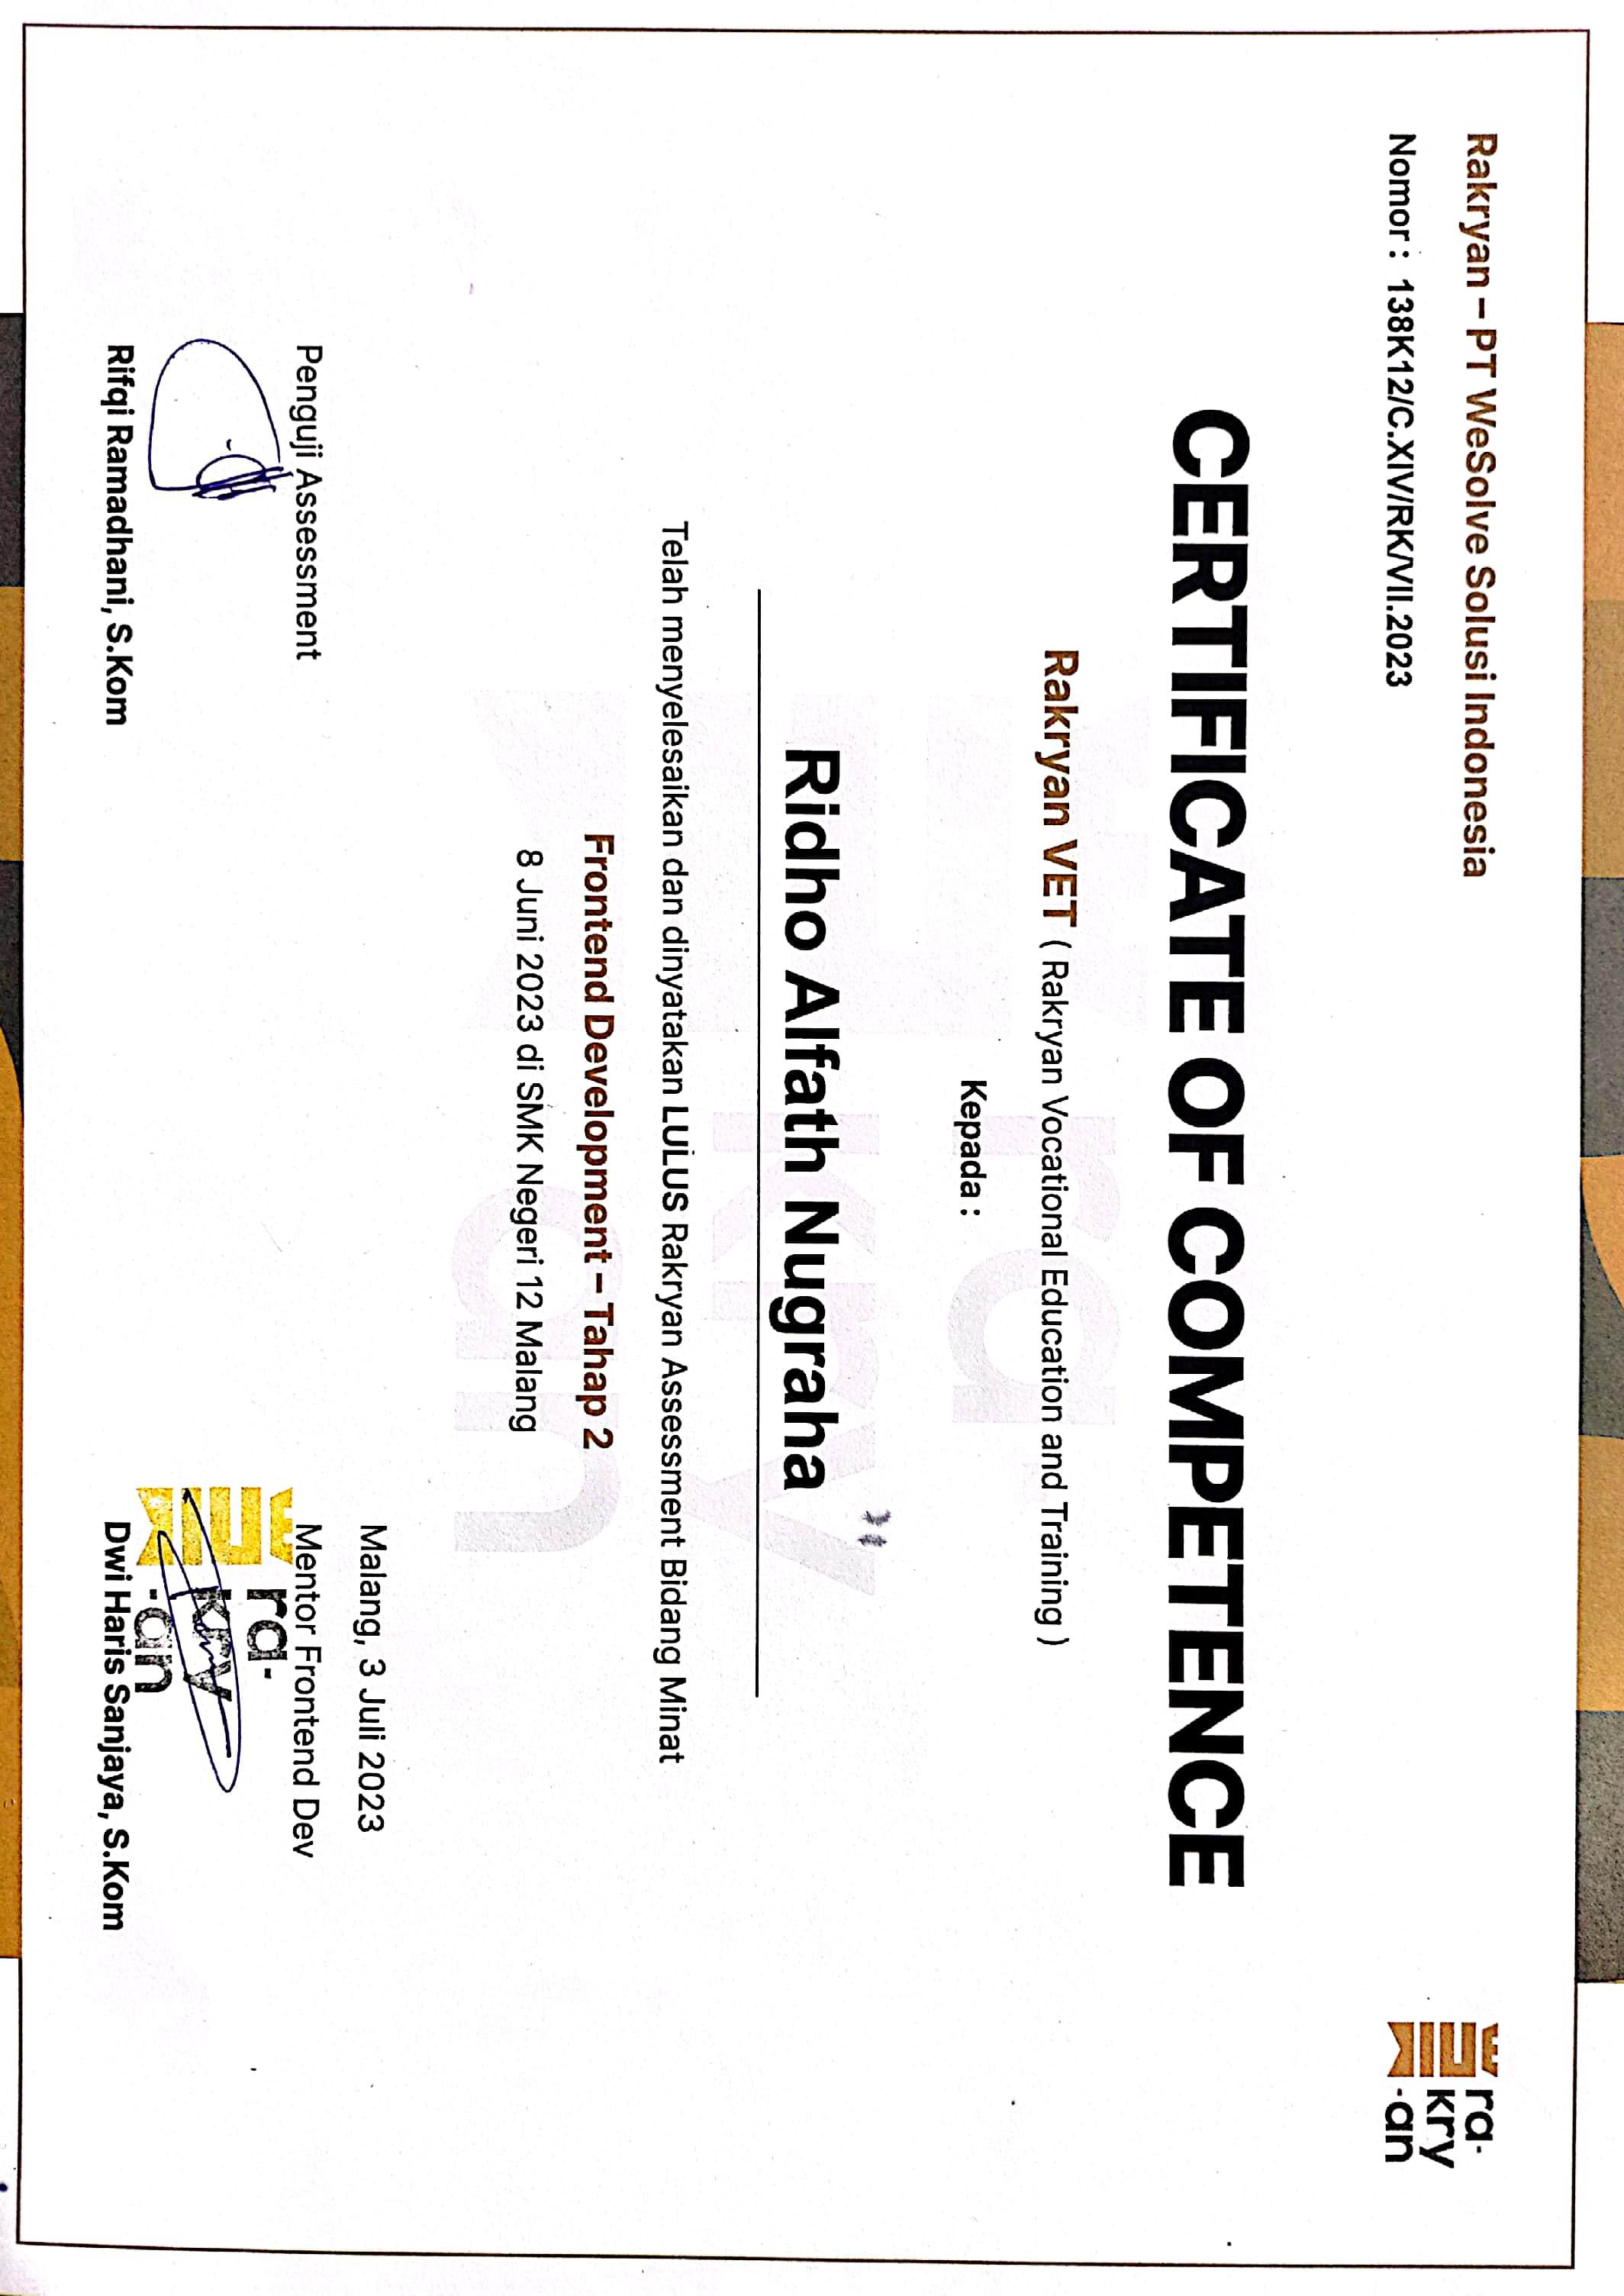 Rakryan – PT WeSolve Solusi Indonesia
Nomor : 138K12/C.XIV/RK/VII.2023
ra-
kry
-an
CERTIFICATE OF COMPETENCE
Rakryan VET ( Rakryan Vocational Education and Training )
Kepada :
Ridho Alfath Nugraha
Telah menyelesaikan dan dinyatakan LULUS Rakryan Assessment Bidang Minat
Frontend Development – Tahap 2
8 Juni 2023 di SMK Negeri 12 Malang
Malang, 3 Juli 2023
Penguji Assessment
Mentor Frontend Dev
ra-
kry
-an
Rifqi Ramadhani, S.Kom
Dwi Haris Sanjaya, S.Kom
ra-
kry
-an